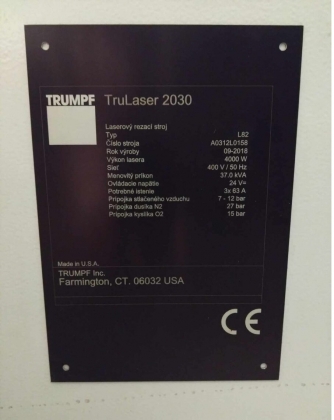 TRUMPF TruLaser 2030
Laserový rezací stroj
Typ L82
Číslo stroja A0312L0158
Rok výroby 09-2018
Výkon lasera 4000 W
Sieť 400 V / 50 Hz
Menovitý príkon 37.0 kVA
Ovládacie napätie 24 V=
Potrebné istenie 3x 63 A
Prípojka stlačeného vzduchu 7 - 12 bar
Prípojka dusíka N2 27 bar
Prípojka kyslíka O2 15 bar
Made in U.S.A.
TRUMPF Inc.
Farmington, CT. 06032 USA
CE